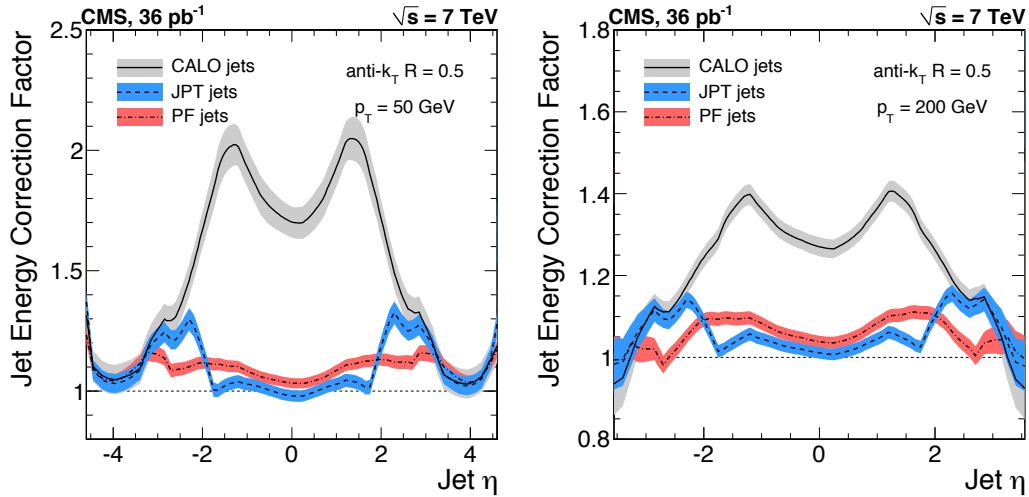 CMS, 36 pb⁻¹ √s = 7 TeV
Jet Energy Correction Factor
2.5
2
1.5
1
CALO jets
JPT jets
PF jets
anti-k_T R = 0.5
p_T = 50 GeV
-4 -2 0 2 4
Jet η
CMS, 36 pb⁻¹ √s = 7 TeV
Jet Energy Correction Factor
1.8
1.6
1.4
1.2
1
0.8
CALO jets
JPT jets
PF jets
anti-k_T R = 0.5
p_T = 200 GeV
-2 0 2
Jet η